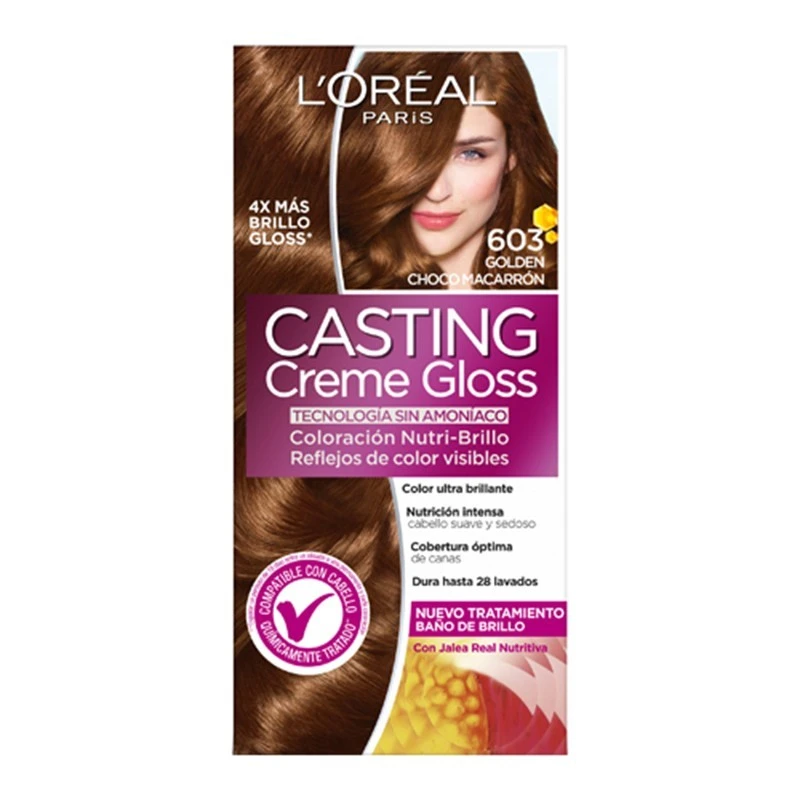 L'ORÉAL
PARIS
4X MÁS
BRILLO
GLOSS*
603
GOLDEN
CHOCO MACARRÓN
CASTING
Creme Gloss
TECNOLOGÍA SIN AMONÍACO
Coloración Nutri-Brillo
Reflejos de color visibles
Color ultra brillante
Nutrición intensa
cabello suave y sedoso
Cobertura óptima
de canas
Dura hasta 28 lavados
COMPATIBLE CON CABELLO
QUÍMICAMENTE TRATADO
NUEVO TRATAMIENTO
BAÑO DE BRILLO
Con Jalea Real Nutritiva